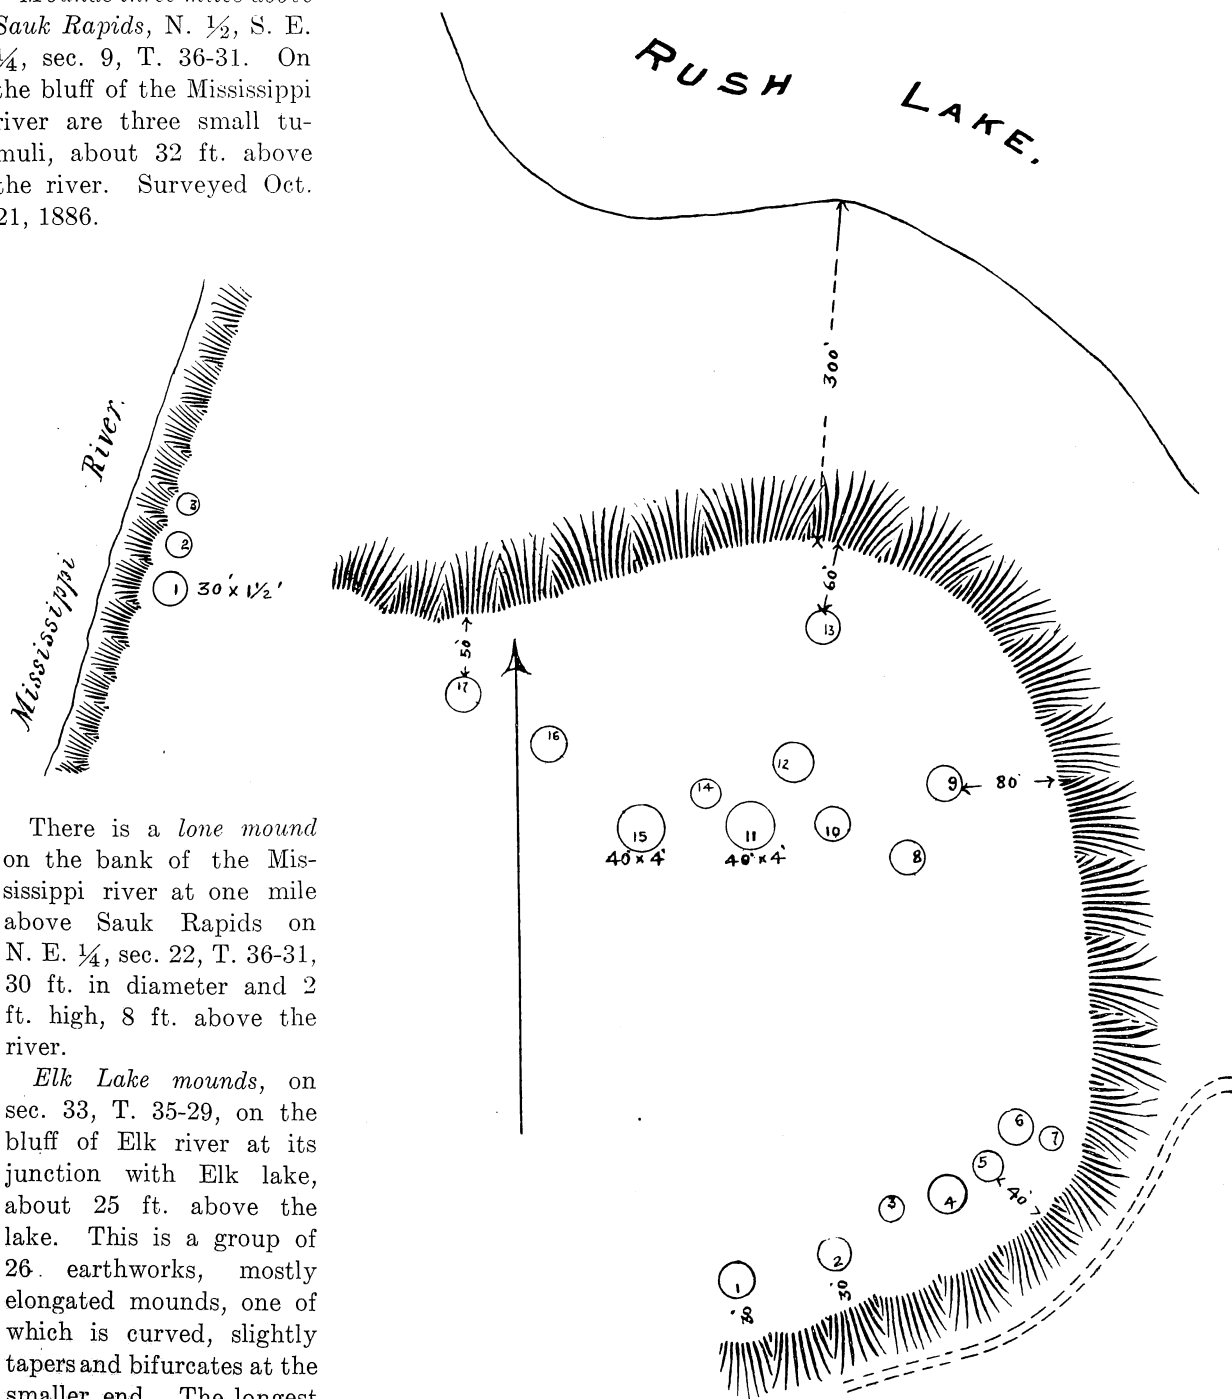 Mounds three miles above
Sauk Rapids, N. ½, S. E.
¼, sec. 9, T. 36-31. On
the bluff of the Mississippi
river are three small tu-
muli, about 32 ft. above
the river. Surveyed Oct.
21, 1886.
Mississippi River.
3
2
1 30' x 1½'
There is a lone mound
on the bank of the Mis-
sissippi river at one mile
above Sauk Rapids on
N. E. ¼, sec. 22, T. 36-31,
30 ft. in diameter and 2
ft. high, 8 ft. above the
river.
Elk Lake mounds, on
sec. 33, T. 35-29, on the
bluff of Elk river at its
junction with Elk lake,
about 25 ft. above the
lake. This is a group of
26 earthworks, mostly
elongated mounds, one of
which is curved, slightly
tapers and bifurcates at the
smaller end. The longest
RUSH LAKE.
300'
60'
13
50'
17
16
12
14
9 80'
15
40' x 4'
11
40' x 4'
10
8
6
7
5
40'
3
4
2
30'
1